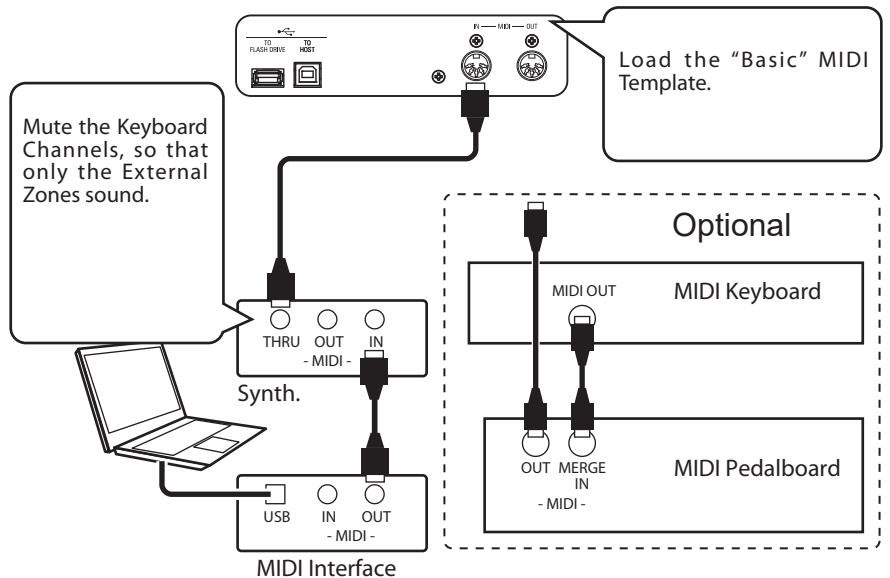 IN — MIDI — OUT
TO FLASH DRIVE
TO HOST
Load the “Basic” MIDI
Template.
Mute the Keyboard
Channels, so that
only the External
Zones sound.
Optional
MIDI OUT
MIDI Keyboard
THRU OUT IN
- MIDI -
Synth.
OUT MERGE IN
- MIDI -
MIDI Pedalboard
USB IN OUT
- MIDI -
MIDI Interface